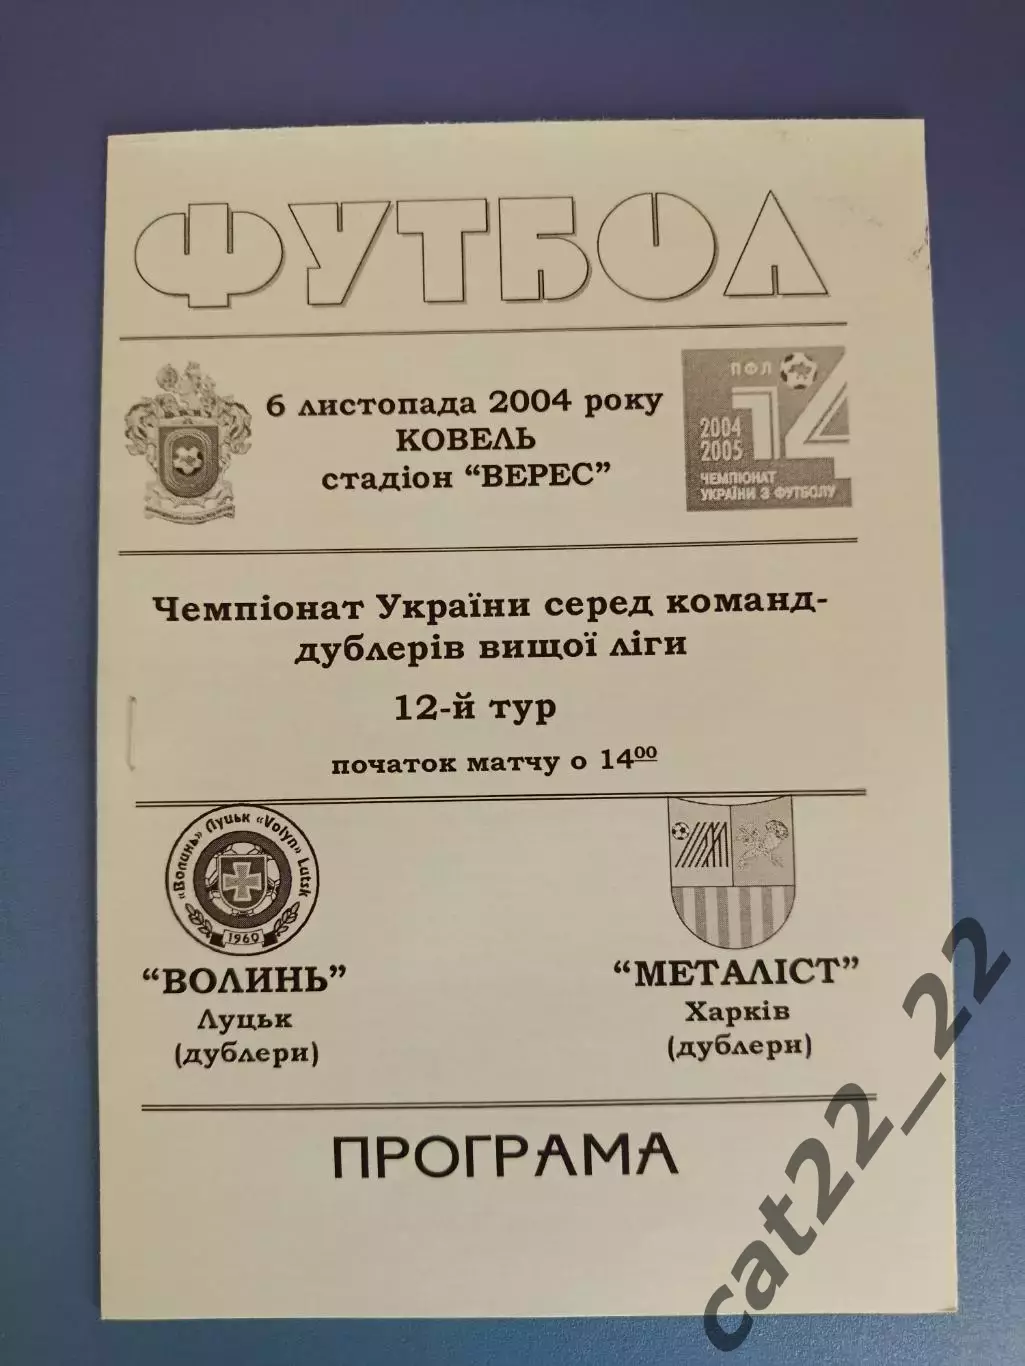 ФУТБОЛ
6 листопада 2004 року
КОВЕЛЬ
стадіон “ВЕРЕС”
ПФЛ
14
2004
2005
ЧЕМПІОНАТ
УКРАЇНИ З ФУТБОЛУ
Чемпіонат України серед команд-
дублерів вищої ліги
12-й тур
початок матчу о 1400
«Волинь» Луцьк «Volyn» Lutsk
1960
“ВОЛИНЬ”
Луцьк
(дублери)
“МЕТАЛІСТ”
Харків
(дублери)
ПРОГРАМА
cat22_22